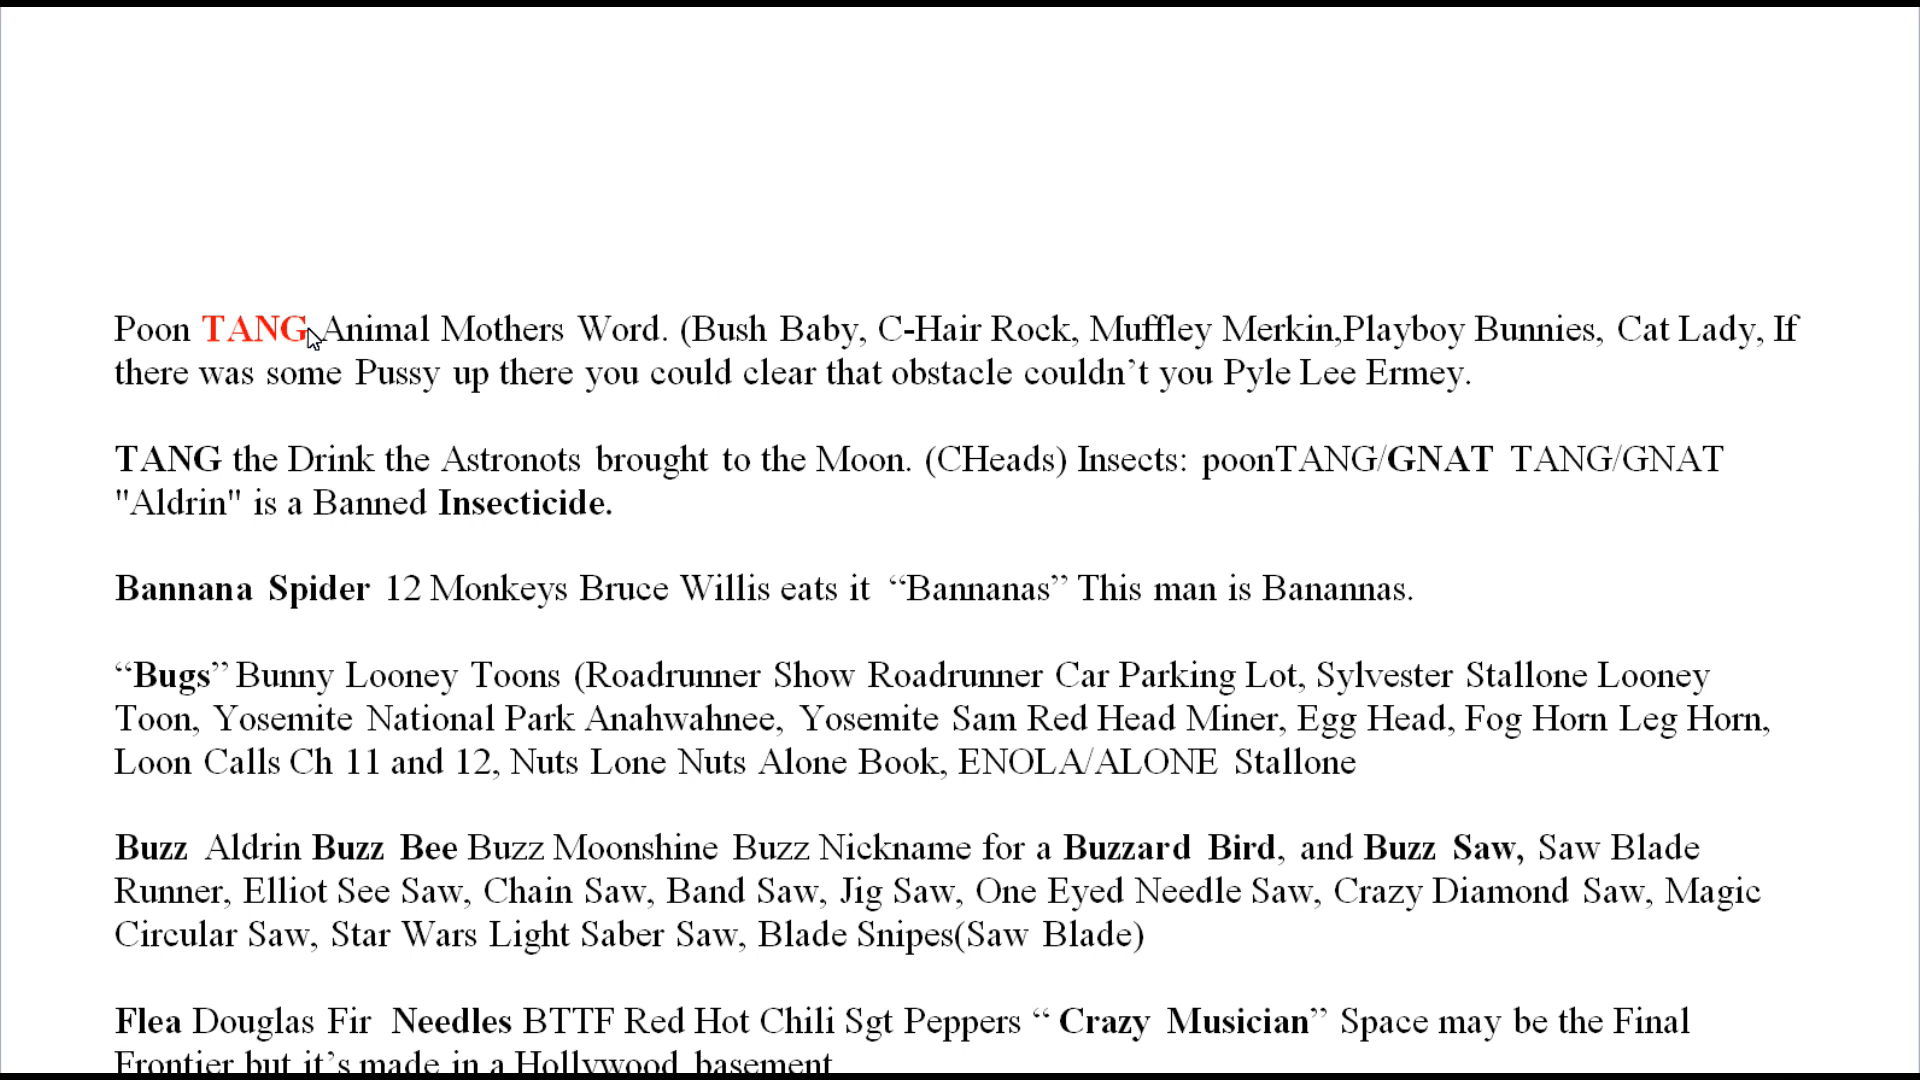 Poon TANG Animal Mothers Word. (Bush Baby, C-Hair Rock, Muffley Merkin,Playboy Bunnies, Cat Lady, If
there was some Pussy up there you could clear that obstacle couldn’t you Pyle Lee Ermey.
TANG the Drink the Astronots brought to the Moon. (CHeads) Insects: poonTANG/GNAT TANG/GNAT
"Aldrin" is a Banned Insecticide.
Bannana Spider 12 Monkeys Bruce Willis eats it “Bannanas” This man is Banannas.
“Bugs” Bunny Looney Toons (Roadrunner Show Roadrunner Car Parking Lot, Sylvester Stallone Looney
Toon, Yosemite National Park Anahwahnee, Yosemite Sam Red Head Miner, Egg Head, Fog Horn Leg Horn,
Loon Calls Ch 11 and 12, Nuts Lone Nuts Alone Book, ENOLA/ALONE Stallone
Buzz Aldrin Buzz Bee Buzz Moonshine Buzz Nickname for a Buzzard Bird, and Buzz Saw, Saw Blade
Runner, Elliot See Saw, Chain Saw, Band Saw, Jig Saw, One Eyed Needle Saw, Crazy Diamond Saw, Magic
Circular Saw, Star Wars Light Saber Saw, Blade Snipes(Saw Blade)
Flea Douglas Fir Needles BTTF Red Hot Chili Sgt Peppers “ Crazy Musician” Space may be the Final
Frontier but it’s made in a Hollywood basement